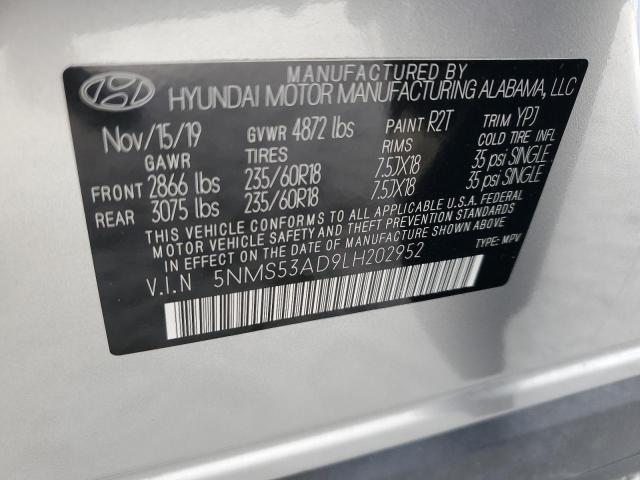 MANUFACTURED BY
HYUNDAI MOTOR MANUFACTURING ALABAMA, LLC
Nov/15/19 GVWR 4872 lbs PAINT R2T TRIM YPJ
GAWR TIRES RIMS COLD TIRE INFL
FRONT 2866 lbs 235/60R18 7.5JX18 35 psi SINGLE
REAR 3075 lbs 235/60R18 7.5JX18 35 psi SINGLE
THIS VEHICLE CONFORMS TO ALL APPLICABLE U.S.A. FEDERAL
MOTOR VEHICLE SAFETY AND THEFT PREVENTION STANDARDS
IN EFFECT ON THE DATE OF MANUFACTURE SHOWN ABOVE.
V.I.N 5NMS53AD9LH202952 TYPE: MPV